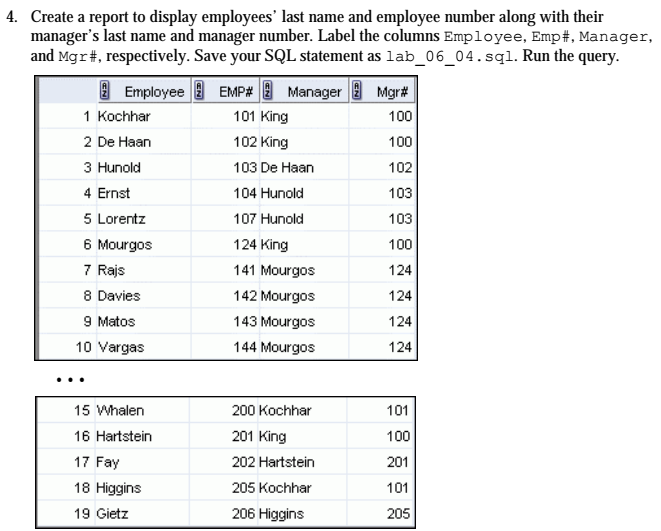 4. Create a report to display employees’ last name and employee number along with their
manager’s last name and manager number. Label the columns Employee, Emp#, Manager,
and Mgr#, respectively. Save your SQL statement as lab_06_04.sql. Run the query.
Employee EMP# Manager Mgr#
1 Kochhar 101 King 100
2 De Haan 102 King 100
3 Hunold 103 De Haan 102
4 Ernst 104 Hunold 103
5 Lorentz 107 Hunold 103
6 Mourgos 124 King 100
7 Rajs 141 Mourgos 124
8 Davies 142 Mourgos 124
9 Matos 143 Mourgos 124
10 Vargas 144 Mourgos 124
...
15 Whalen 200 Kochhar 101
16 Hartstein 201 King 100
17 Fay 202 Hartstein 201
18 Higgins 205 Kochhar 101
19 Gietz 206 Higgins 205